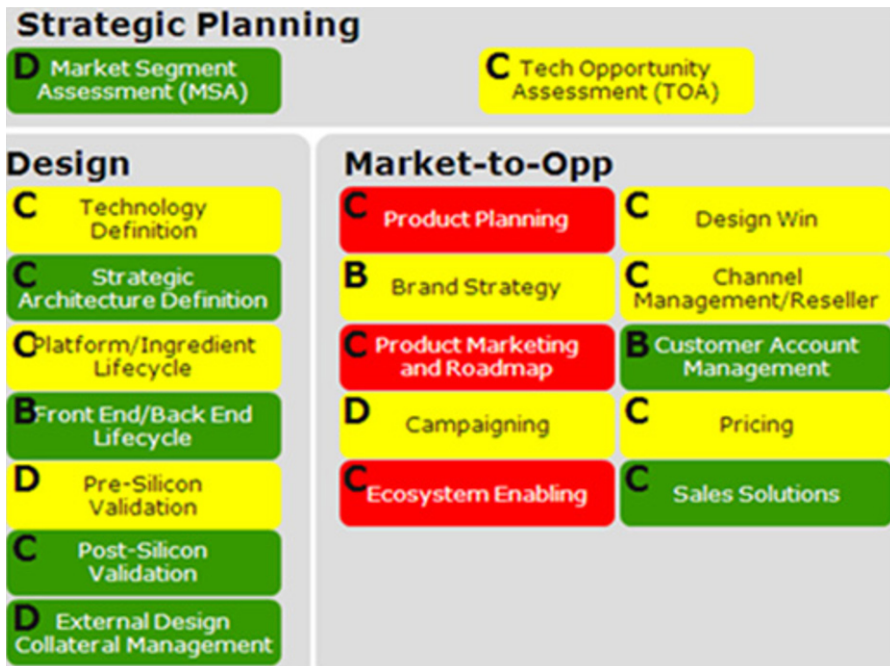 Strategic Planning
D Market Segment
Assessment (MSA)
C Tech Opportunity
Assessment (TOA)
Design
C Technology
Definition
C Strategic
Architecture Definition
C Platform/Ingredient
Lifecycle
B Front End/Back End
Lifecycle
D Pre-Silicon
Validation
C Post-Silicon
Validation
D External Design
Collateral Management
Market-to-Opp
C Product Planning
B Brand Strategy
C Product Marketing
and Roadmap
D Campaigning
C Ecosystem Enabling
C Design Win
C Channel
Management/Reseller
B Customer Account
Management
C Pricing
C Sales Solutions